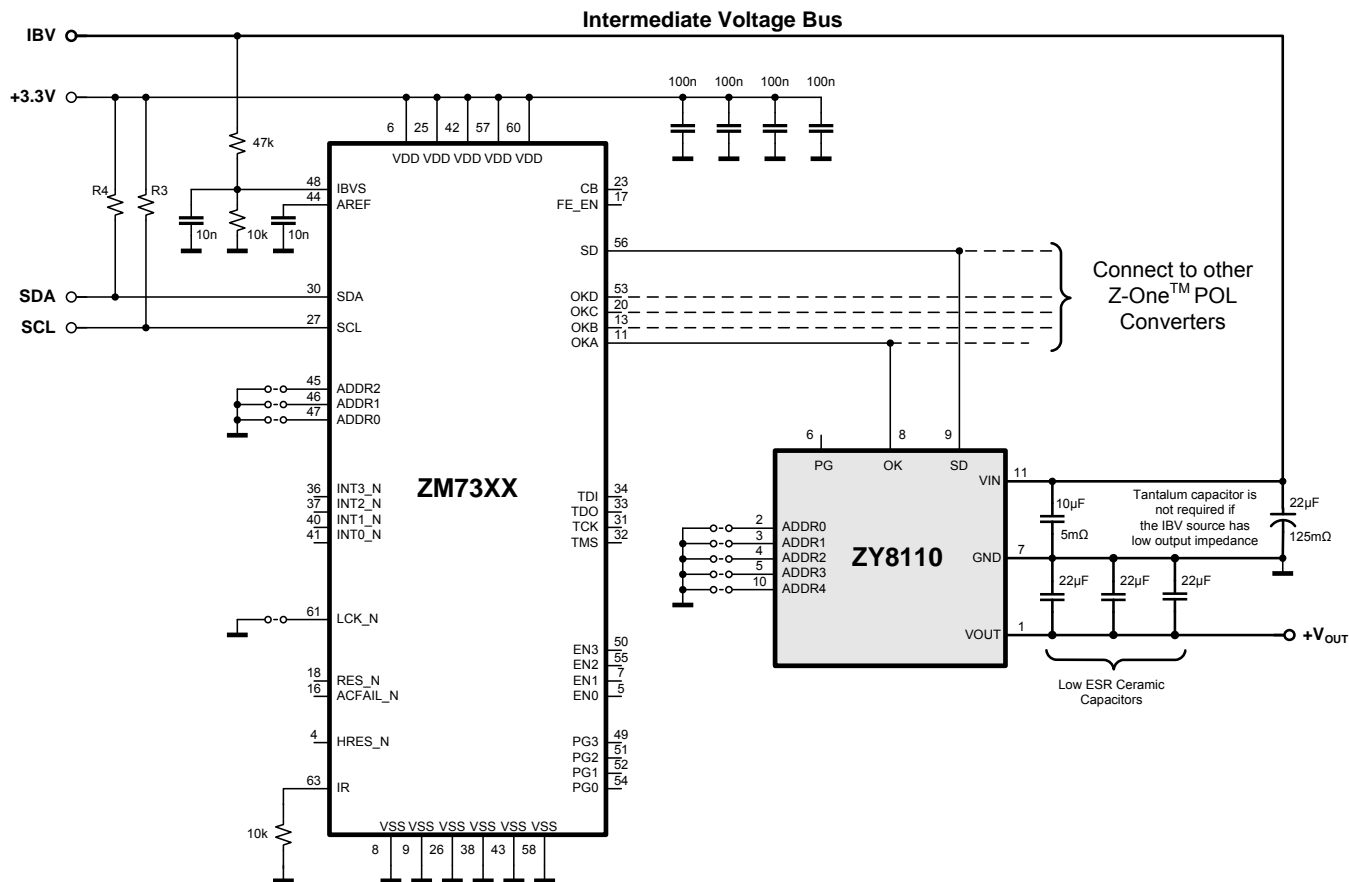 Intermediate Voltage Bus
IBV
+3.3V
100n 100n 100n 100n
6 25 42 57 60
47k
VDD VDD VDD VDD VDD
R4 R3
48 IBVS
44 AREF
10n 10k 10n
CB 23
FE_EN 17
SD 56
SDA
30 SDA
SCL
27 SCL
OKD 53
OKC 20
OKB 13
OKA 11
Connect to other
Z-One™ POL
Converters
45 ADDR2
46 ADDR1
47 ADDR0
ZM73XX
36 INT3_N
37 INT2_N
40 INT1_N
41 INT0_N
TDI 34
TDO 33
TCK 31
TMS 32
61 LCK_N
EN3 50
EN2 55
EN1 7
EN0 5
18 RES_N
16 ACFAIL_N
4 HRES_N
PG3 49
PG2 51
PG1 52
PG0 54
63 IR
10k
VSS VSS VSS VSS VSS VSS
8 9 26 38 43 58
6 8 9
PG OK SD
VIN 11
2 ADDR0
3 ADDR1
4 ADDR2
5 ADDR3
10 ADDR4
ZY8110
GND 7
VOUT 1
10µF
5mΩ
Tantalum capacitor is
not required if
the IBV source has
low output impedance
22µF
125mΩ
22µF 22µF 22µF
+VOUT
Low ESR Ceramic
Capacitors